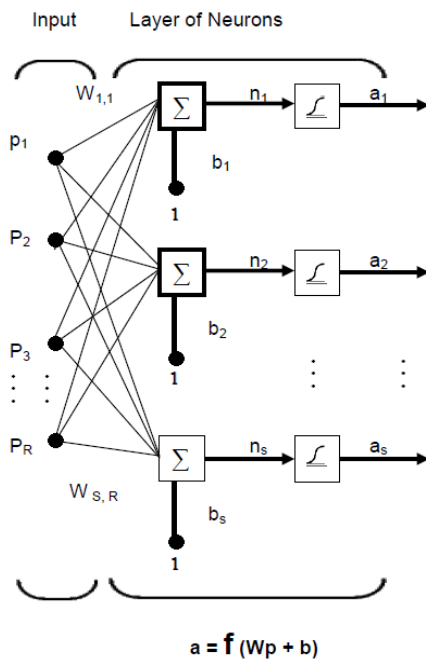 Input Layer of Neurons
W1,1
Σ n1 a1
p1
b1
1
P2
Σ n2 a2
b2
P3
1
PR
Σ ns as
W S, R
bs
1
a = f (Wp + b)